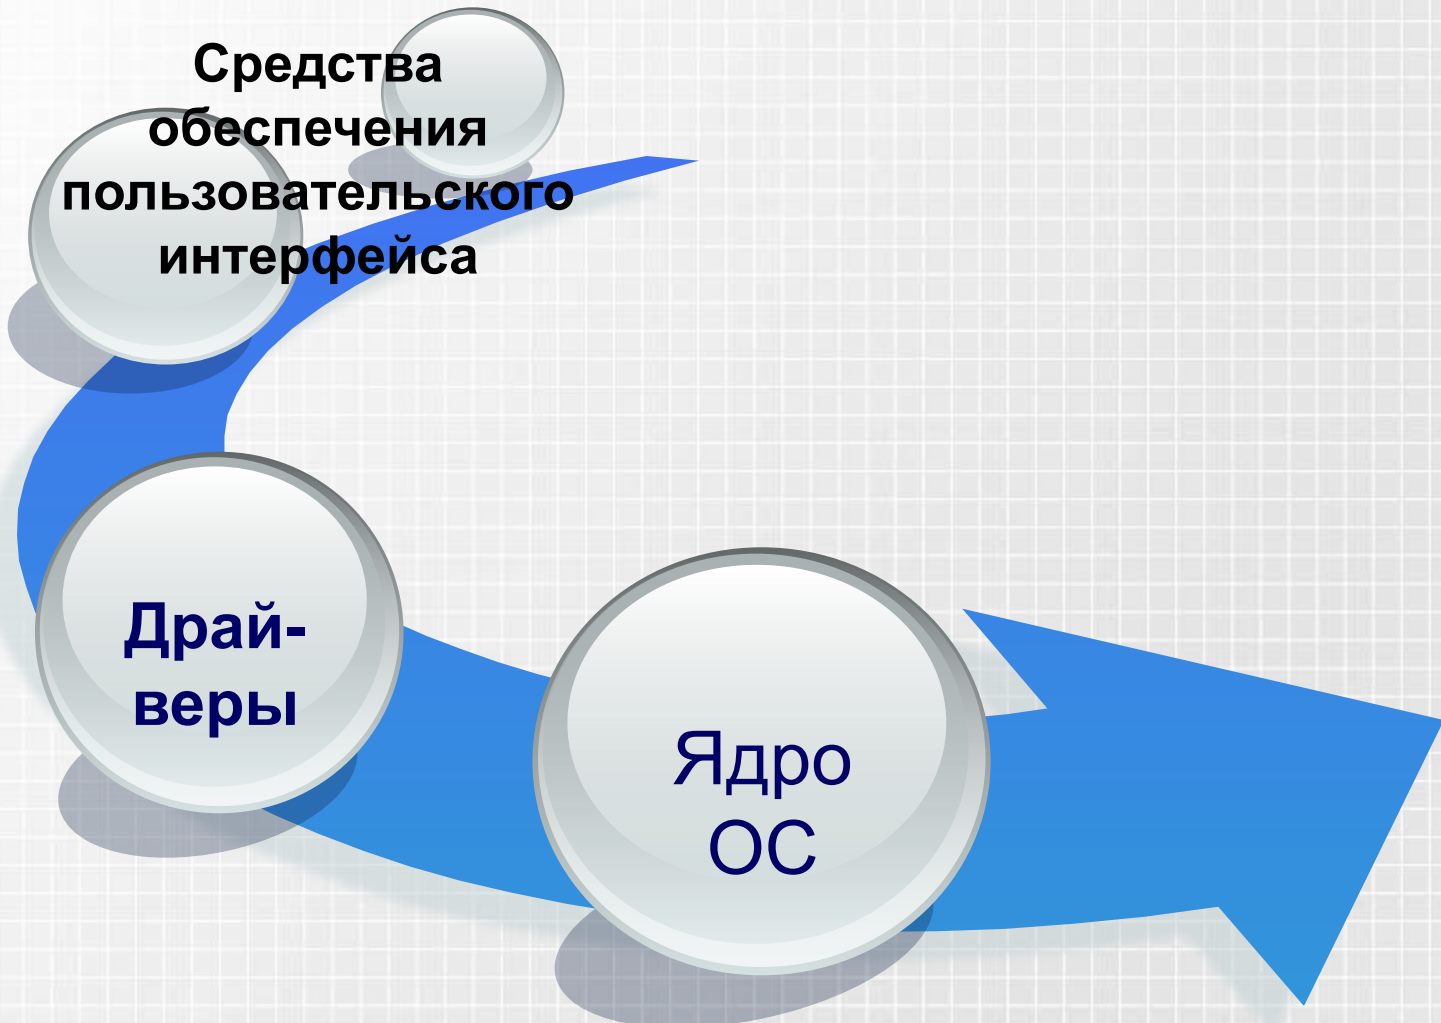 Средства
обеспечения
пользовательского
интерфейса
Драй-
веры
Ядро
ОС